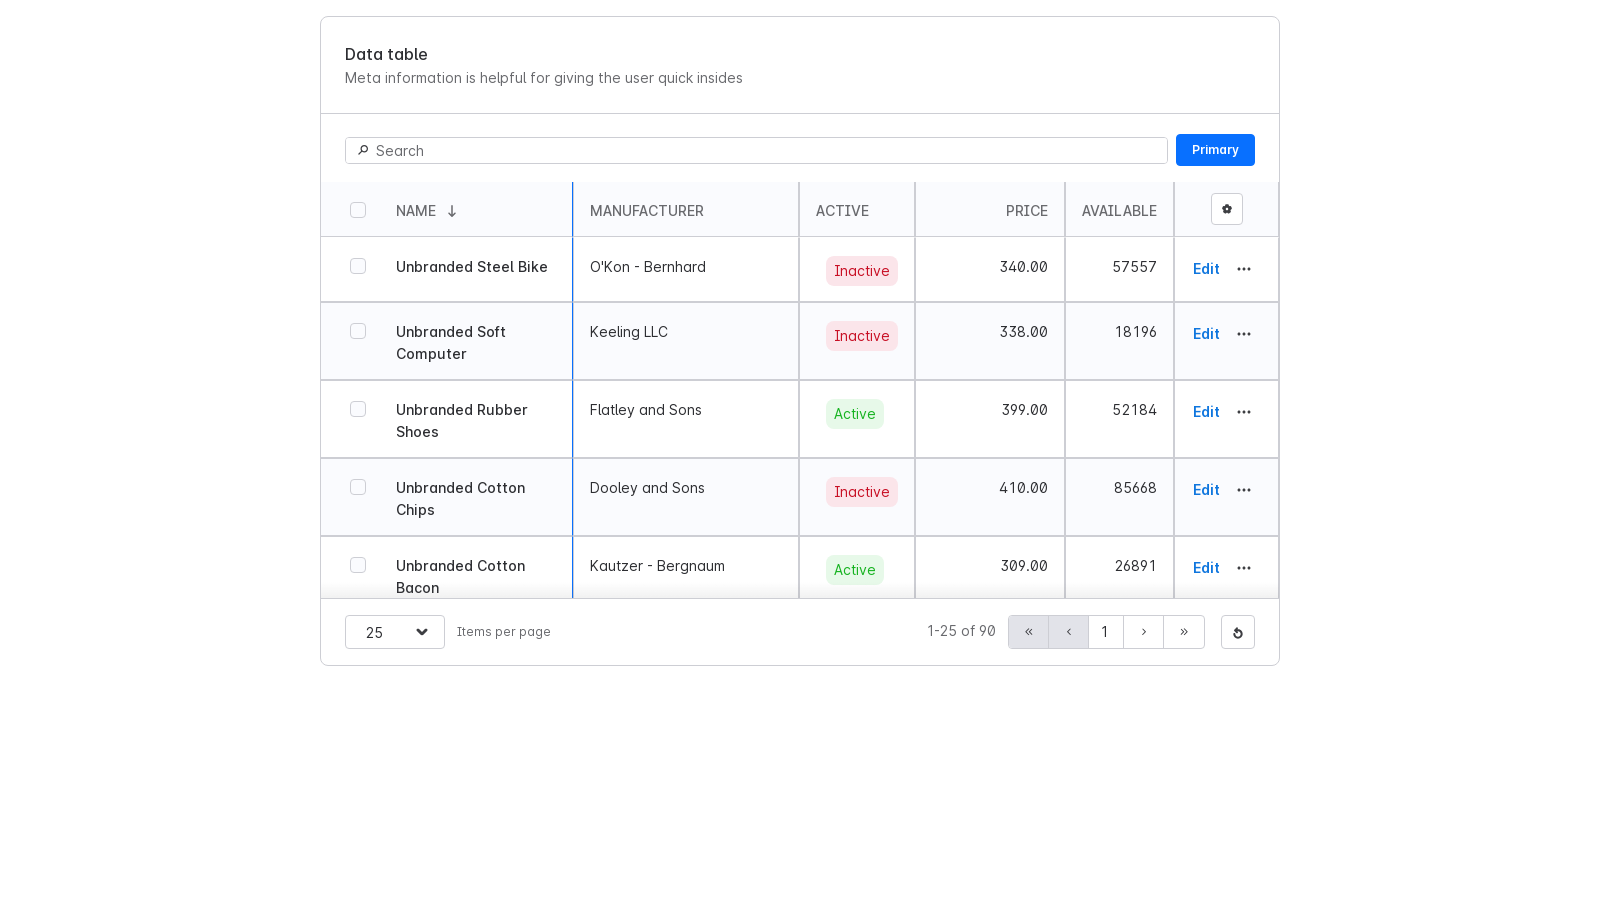 Data table
Meta information is helpful for giving the user quick insides
Search
Primary
NAME MANUFACTURER ACTIVE PRICE AVAILABLE
Unbranded Steel Bike O'Kon - Bernhard Inactive 340.00 57557 Edit
Unbranded Soft Keeling LLC Inactive 338.00 18196 Edit
Computer
Unbranded Rubber Flatley and Sons Active 399.00 52184 Edit
Shoes
Unbranded Cotton Dooley and Sons Inactive 410.00 85668 Edit
Chips
Unbranded Cotton Kautzer - Bergnaum Active 309.00 26891 Edit
Bacon
25 Items per page 1-25 of 90 « ‹ 1 › »